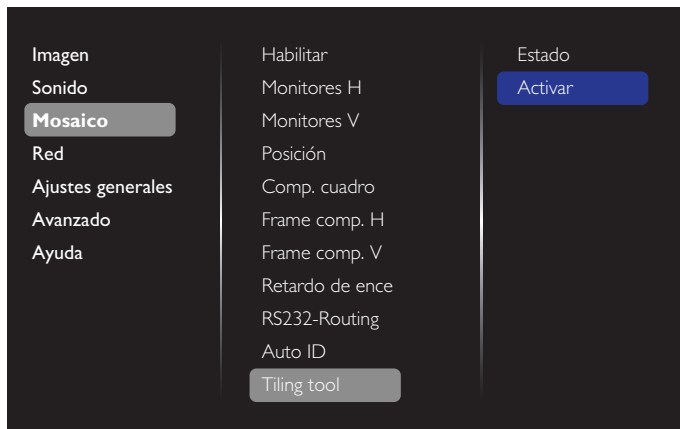 Imagen
Sonido
Mosaico
Red
Ajustes generales
Avanzado
Ayuda
Habilitar
Monitores H
Monitores V
Posición
Comp. cuadro
Frame comp. H
Frame comp. V
Retardo de ence
RS232-Routing
Auto ID
Tiling tool
Estado
Activar